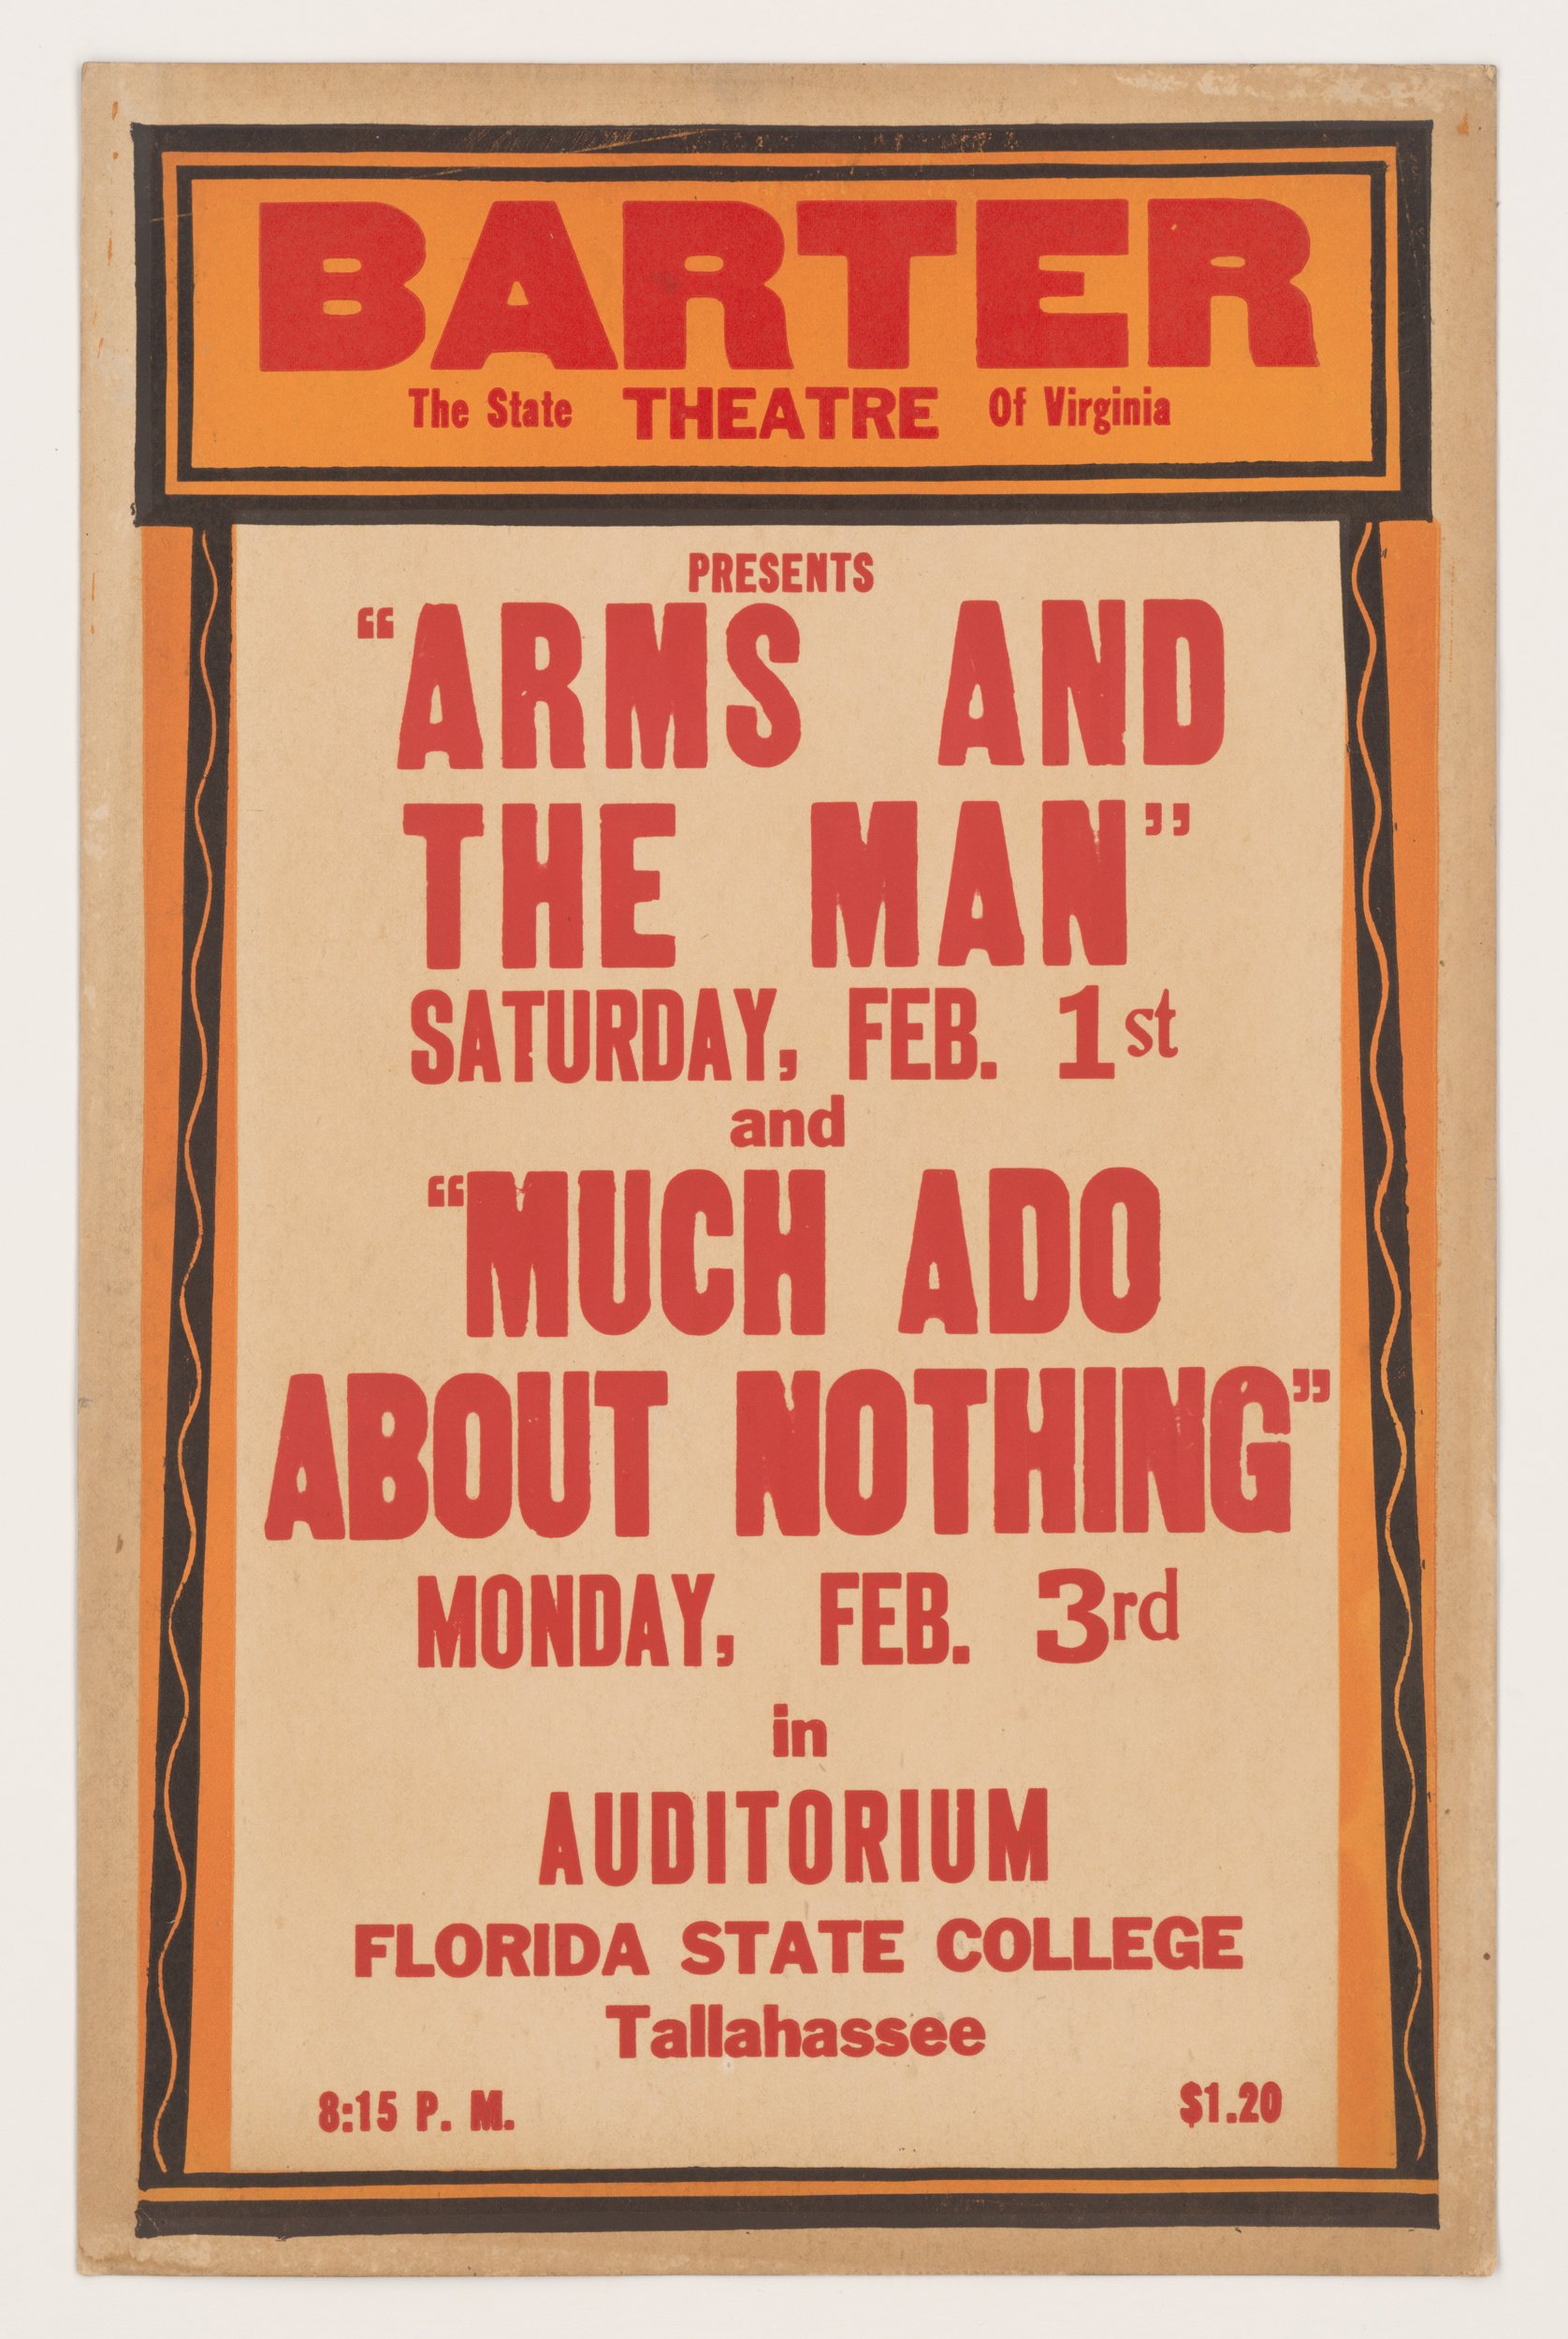 BARTER
The State THEATRE Of Virginia
PRESENTS
“ARMS AND
THE MAN”
SATURDAY, FEB. 1st
and
“MUCH ADO
ABOUT NOTHING”
MONDAY, FEB. 3rd
in
AUDITORIUM
FLORIDA STATE COLLEGE
Tallahassee
8:15 P. M. $1.20